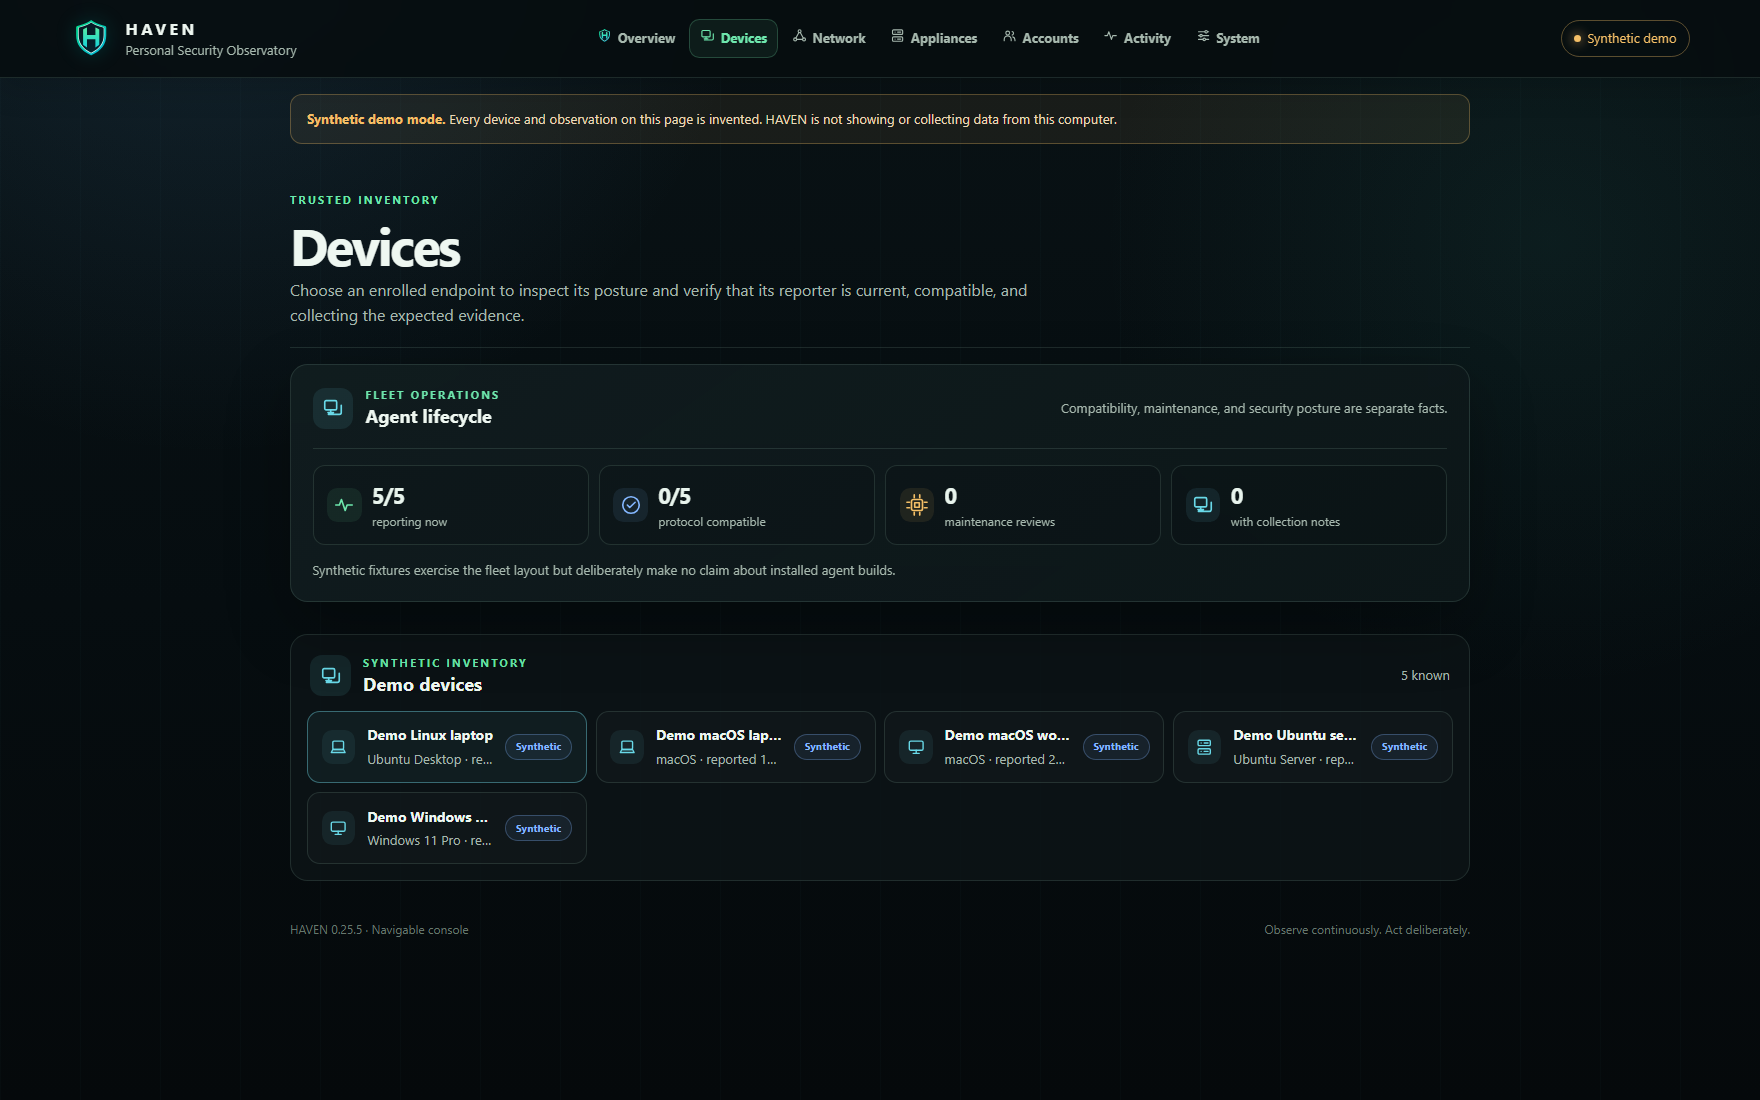 HAVEN
Personal Security Observatory
Overview
Devices
Network
Appliances
Accounts
Activity
System
Synthetic demo
Synthetic demo mode. Every device and observation on this page is invented. HAVEN is not showing or collecting data from this computer.
TRUSTED INVENTORY
Devices
Choose an enrolled endpoint to inspect its posture and verify that its reporter is current, compatible, and
collecting the expected evidence.
FLEET OPERATIONS
Agent lifecycle
Compatibility, maintenance, and security posture are separate facts.
5/5
reporting now
0/5
protocol compatible
0
maintenance reviews
0
with collection notes
Synthetic fixtures exercise the fleet layout but deliberately make no claim about installed agent builds.
SYNTHETIC INVENTORY
Demo devices
5 known
Demo Linux laptop
Ubuntu Desktop · re...
Synthetic
Demo macOS lap...
macOS · reported 1...
Synthetic
Demo macOS wo...
macOS · reported 2...
Synthetic
Demo Ubuntu se...
Ubuntu Server · rep...
Synthetic
Demo Windows ...
Windows 11 Pro · re...
Synthetic
HAVEN 0.25.5 · Navigable console
Observe continuously. Act deliberately.